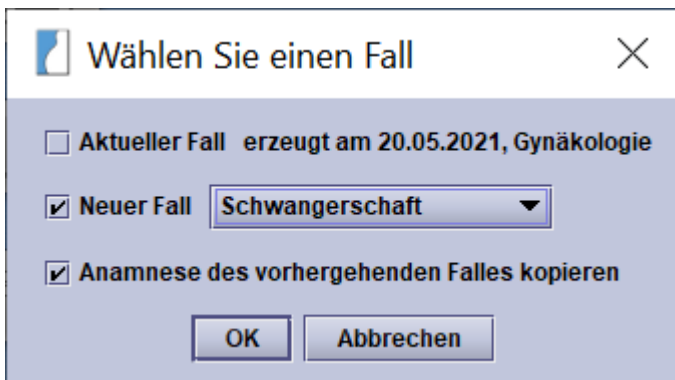 Wählen Sie einen Fall
Aktueller Fall erzeugt am 20.05.2021, Gynäkologie
Neuer Fall Schwangerschaft
Anamnese des vorhergehenden Falles kopieren
OK Abbrechen